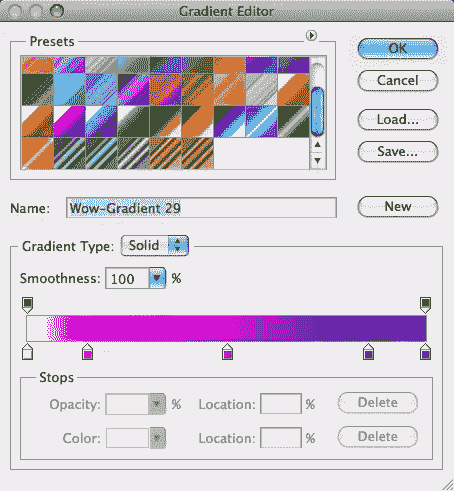 Gradient Editor
Presets
OK
Cancel
Load...
Save...
Name: Wow-Gradient 29
New
Gradient Type: Solid
Smoothness: 100 %
Stops
Opacity: % Location: % Delete
Color: Location: % Delete